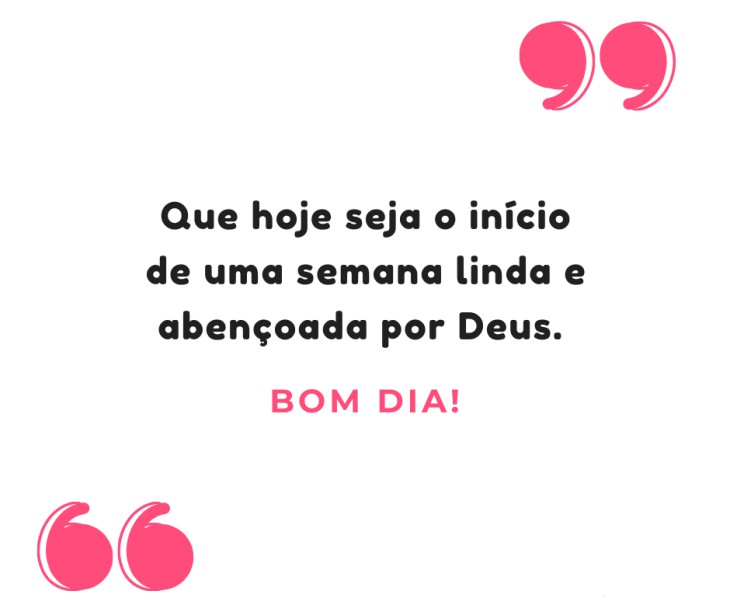 Que hoje seja o início
de uma semana linda e
abençoada por Deus.
BOM DIA!